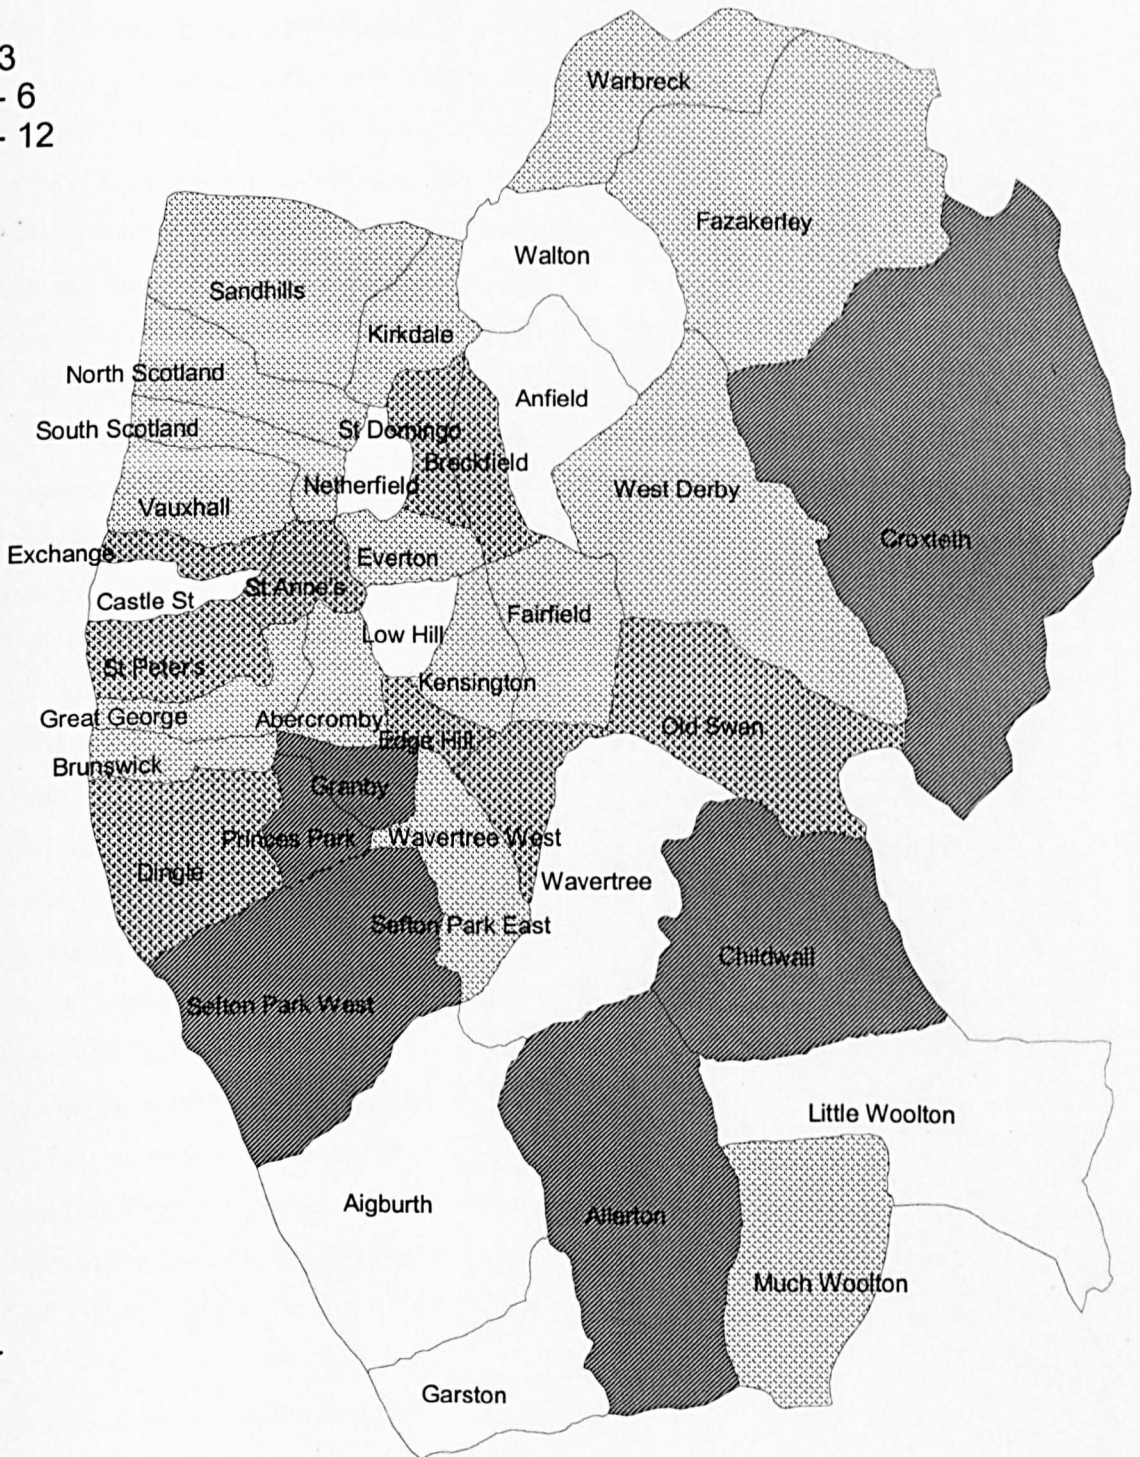 3
- 6
- 12
Warbreck
Fazakerley
Walton
Sandhills
Kirkdale
North Scotland
Anfield
South Scotland
St Domingo
Breckfield
Netherfield
West Derby
Vauxhall
Croxteth
Exchange
Everton
St Anne's
Castle St
Fairfield
Low Hill
St Peter's
Kensington
Great George
Abercromby
Old Swan
Edge Hill
Brunswick
Granby
Princes Park
Wavertree West
Dingle
Wavertree
Sefton Park East
Childwall
Sefton Park West
Little Woolton
Aigburth
Allerton
Much Woolton
Garston